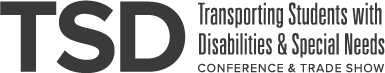 TSD
Transporting Students with
Disabilities & Special Needs
CONFERENCE & TRADE SHOW